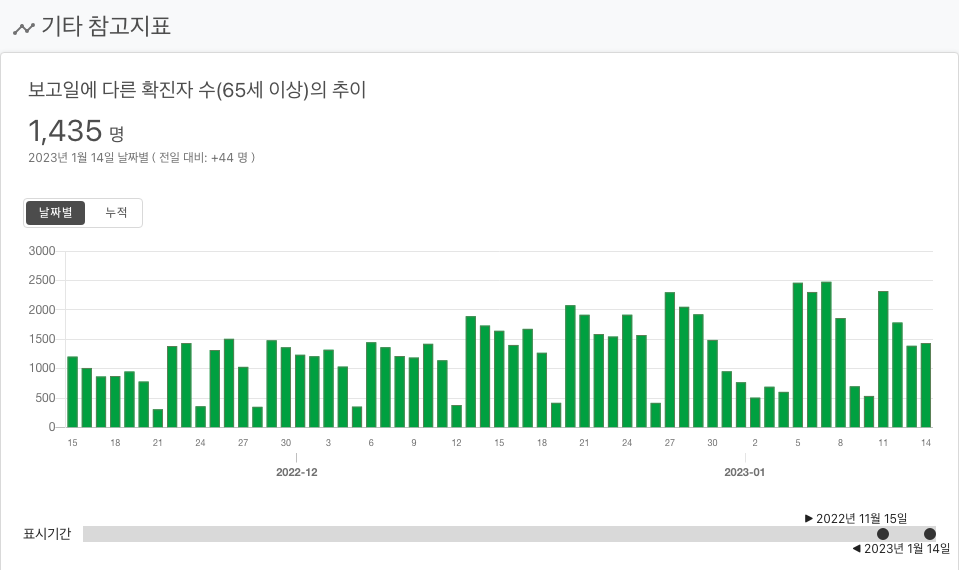 기타 참고지표
보고일에 다른 확진자 수(65세 이상)의 추이
1,435 명
2023년 1월 14일 날짜별 ( 전일 대비: +44 명 )
날짜별 누적
3000
2500
2000
1500
1000
500
0
15 18 21 24 27 30 3 6 9 12 15 18 21 24 27 30 2 5 8 11 14
2022-12 2023-01
▶ 2022년 11월 15일
표시기간
◀ 2023년 1월 14일